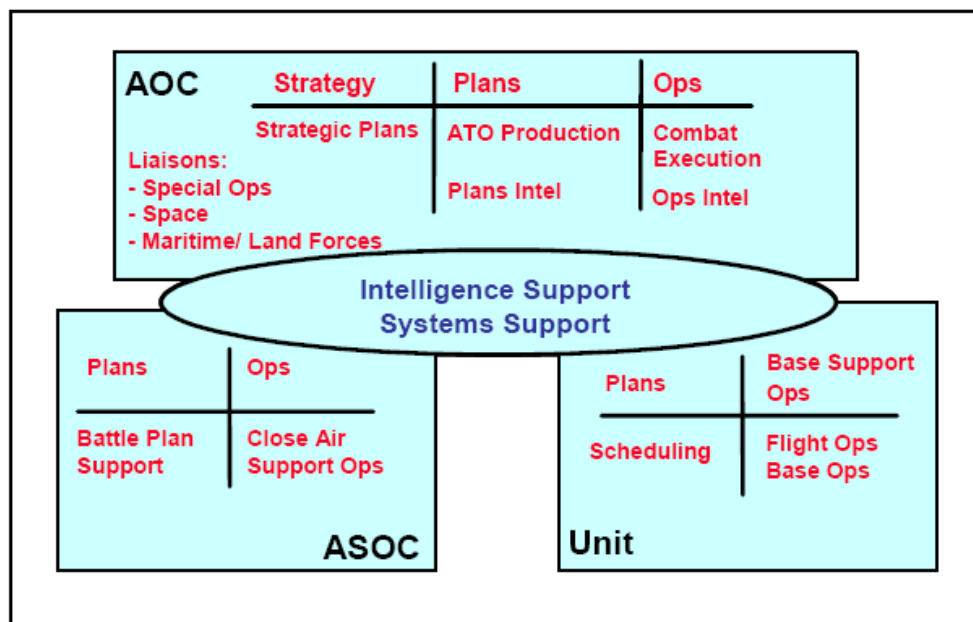 AOC
Strategy
Plans
Ops
Strategic Plans
ATO Production
Combat
Execution
Plans Intel
Ops Intel
Liaisons:
- Special Ops
- Space
- Maritime/ Land Forces
Intelligence Support
Systems Support
Plans
Ops
Battle Plan
Support
Close Air
Support Ops
ASOC
Plans
Base Support
Ops
Scheduling
Flight Ops
Base Ops
Unit